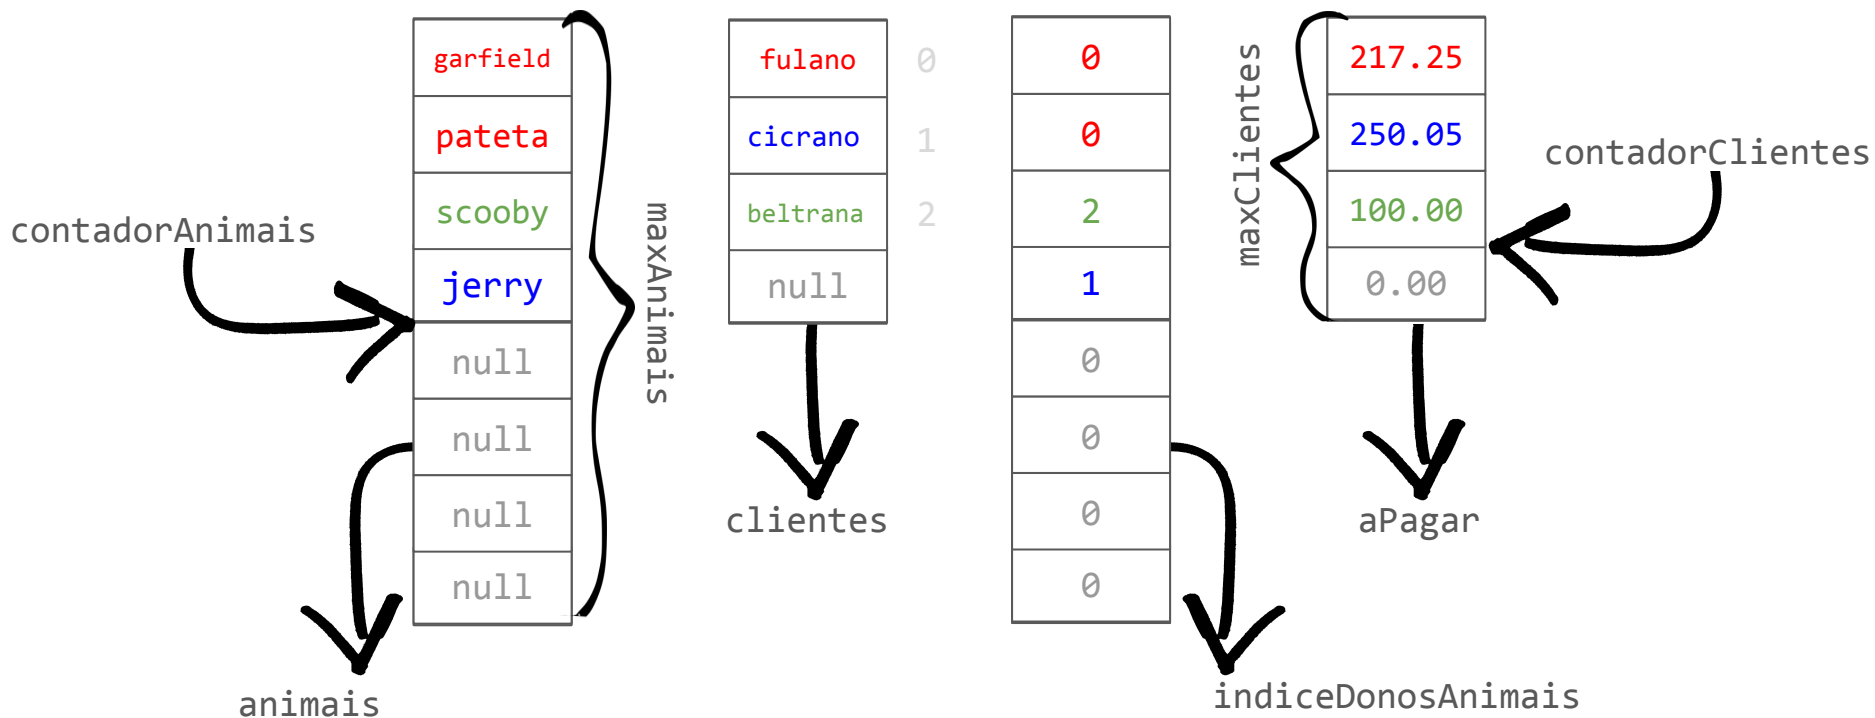 contadorAnimais
garfield
pateta
scooby
jerry
null
null
null
null
animais
maxAnimais
fulano 0
cicrano 1
beltrana 2
null
clientes
0
0
2
1
0
0
0
0
indiceDonosAnimais
maxClientes
217.25
250.05
100.00
0.00
aPagar
contadorClientes